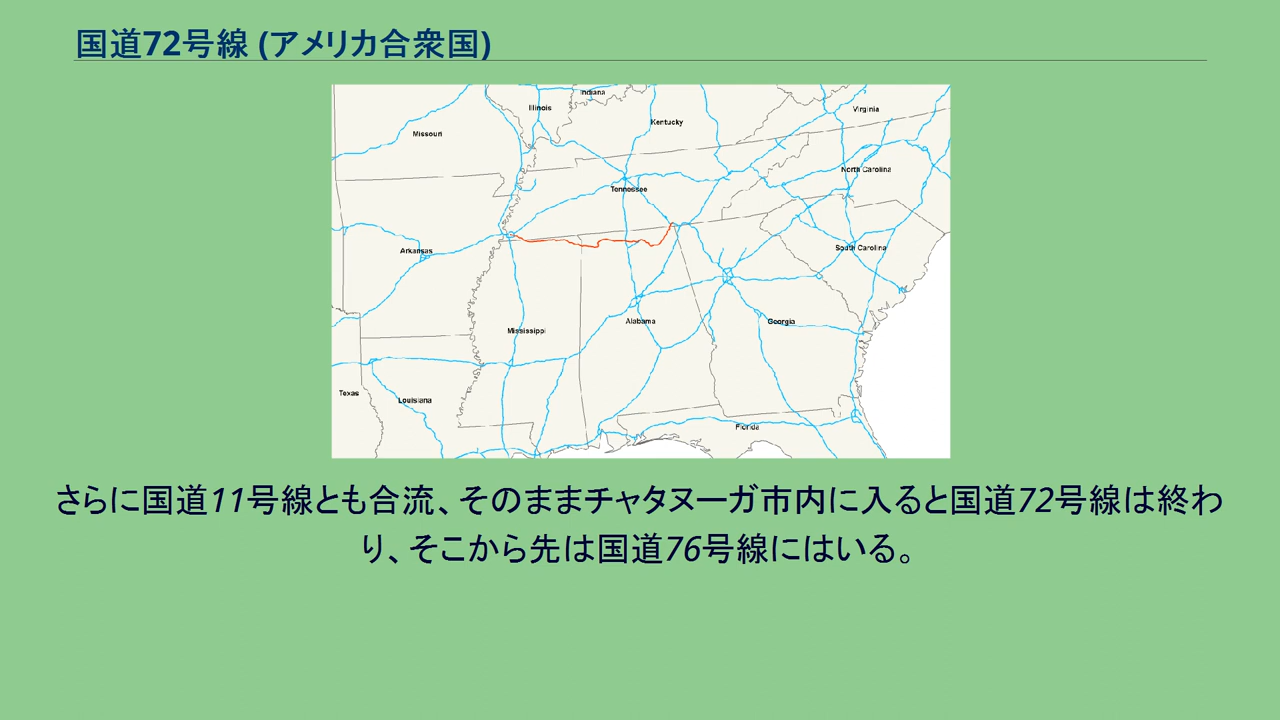 国道72号線 (アメリカ合衆国)
Indiana
Illinois
Virginia
Kentucky
Missouri
North Carolina
Tennessee
South Carolina
Arkansas
Alabama
Georgia
Mississippi
Texas
Louisiana
Florida
さらに国道11号線とも合流、そのままチャタヌーガ市内に入ると国道72号線は終わ
り、そこから先は国道76号線にはいる。